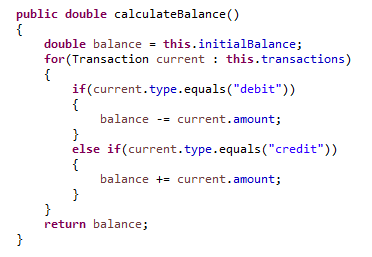 public double calculateBalance()
{
    double balance = this.initialBalance;
    for(Transaction current : this.transactions)
    {
        if(current.type.equals("debit"))
        {
            balance -= current.amount;
        }
        else if(current.type.equals("credit"))
        {
            balance += current.amount;
        }
    }
    return balance;
}